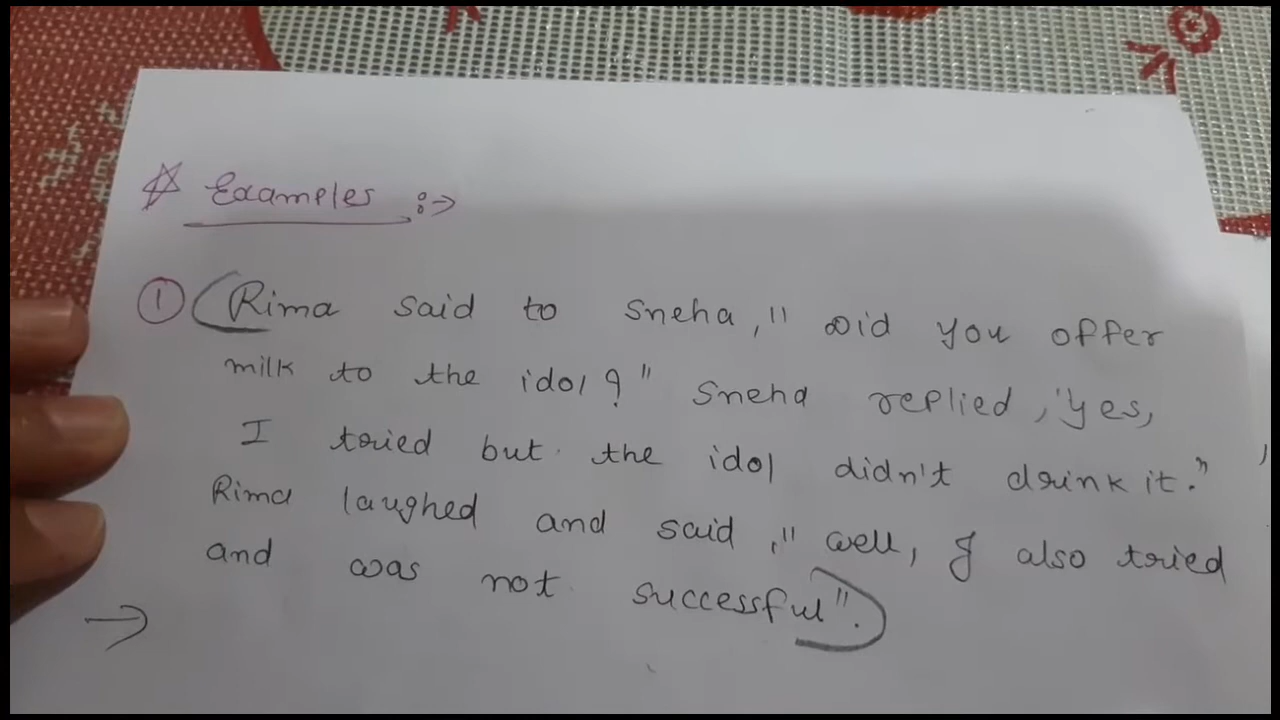 ☆ Examples :→
① (Rima said to Sneha," Did you offer
milk to the idol?" Sneha replied,"yes,
I tried but the idol didn't drink it."
Rima laughed and said," well, I also tried
and was not successful").
→